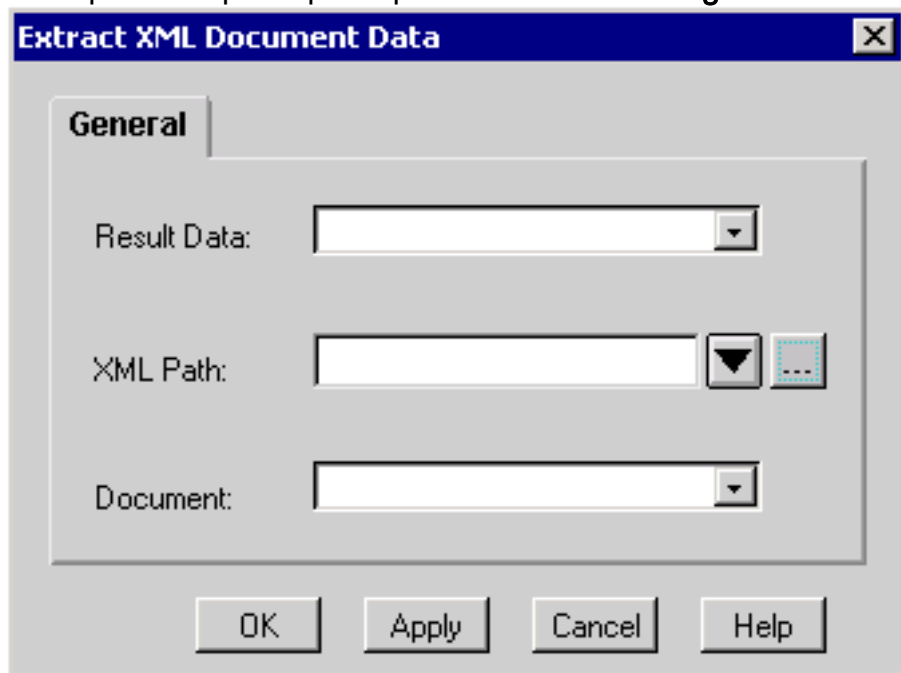 Extract XML Document Data
General
Result Data:
XML Path:
...
Document:
OK Apply Cancel Help